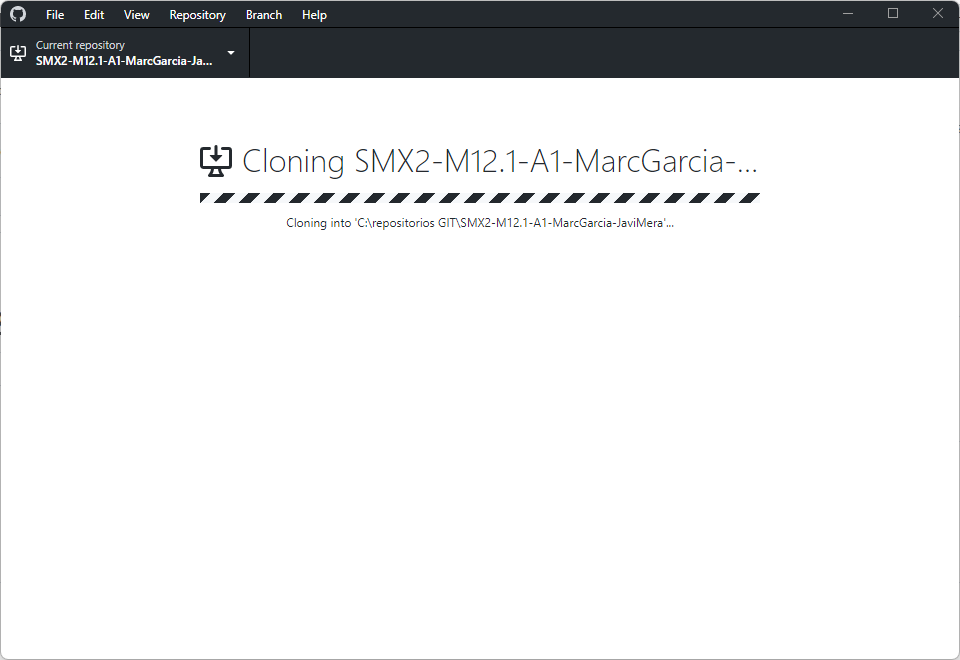 File Edit View Repository Branch Help
Current repository
SMX2-M12.1-A1-MarcGarcia-Ja...
Cloning SMX2-M12.1-A1-MarcGarcia-...
Cloning into 'C:\repositorios GIT\SMX2-M12.1-A1-MarcGarcia-JaviMera'...